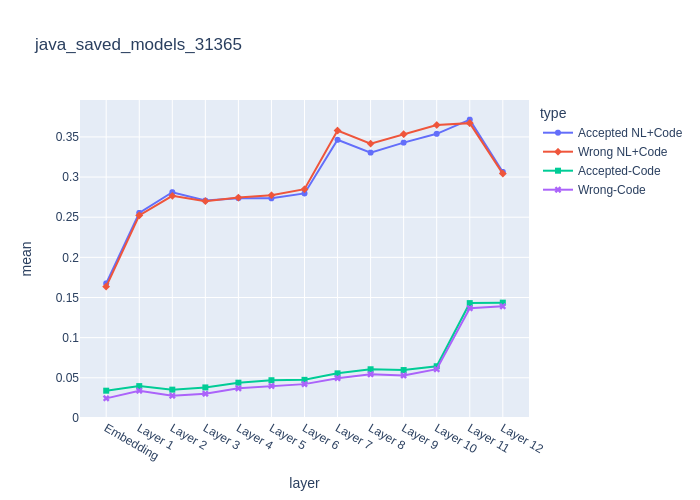 java_saved_models_31365
type
Accepted NL+Code
Wrong NL+Code
Accepted-Code
Wrong-Code
mean
0.35
0.3
0.25
0.2
0.15
0.1
0.05
0
Embedding
Layer 1
Layer 2
Layer 3
Layer 4
Layer 5
Layer 6
Layer 7
Layer 8
Layer 9
Layer 10
Layer 11
Layer 12
layer